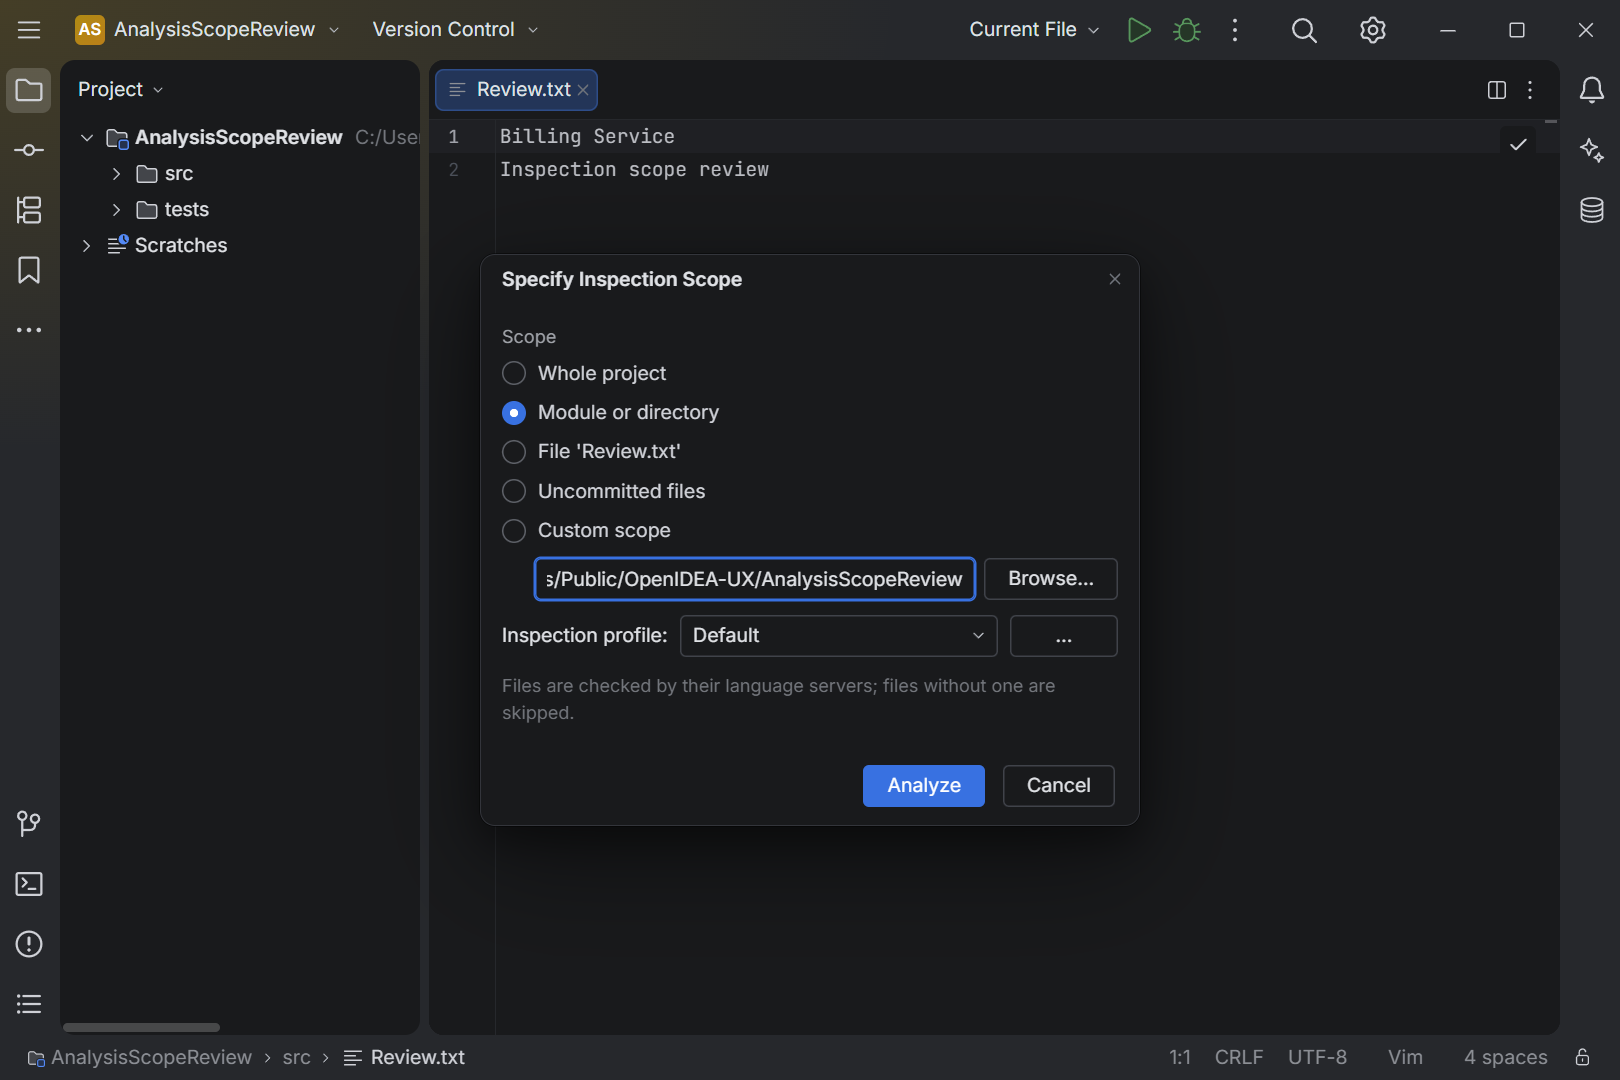 AS AnalysisScopeReview Version Control Current File
Project
Review.txt
AnalysisScopeReview C:/User
src
tests
Scratches
1 Billing Service
2 Inspection scope review
Specify Inspection Scope
Scope
Whole project
Module or directory
File 'Review.txt'
Uncommitted files
Custom scope
s/Public/OpenIDEA-UX/AnalysisScopeReview Browse...
Inspection profile: Default ...
Files are checked by their language servers; files without one are
skipped.
Analyze Cancel
AnalysisScopeReview › src › Review.txt 1:1 CRLF UTF-8 Vim 4 spaces